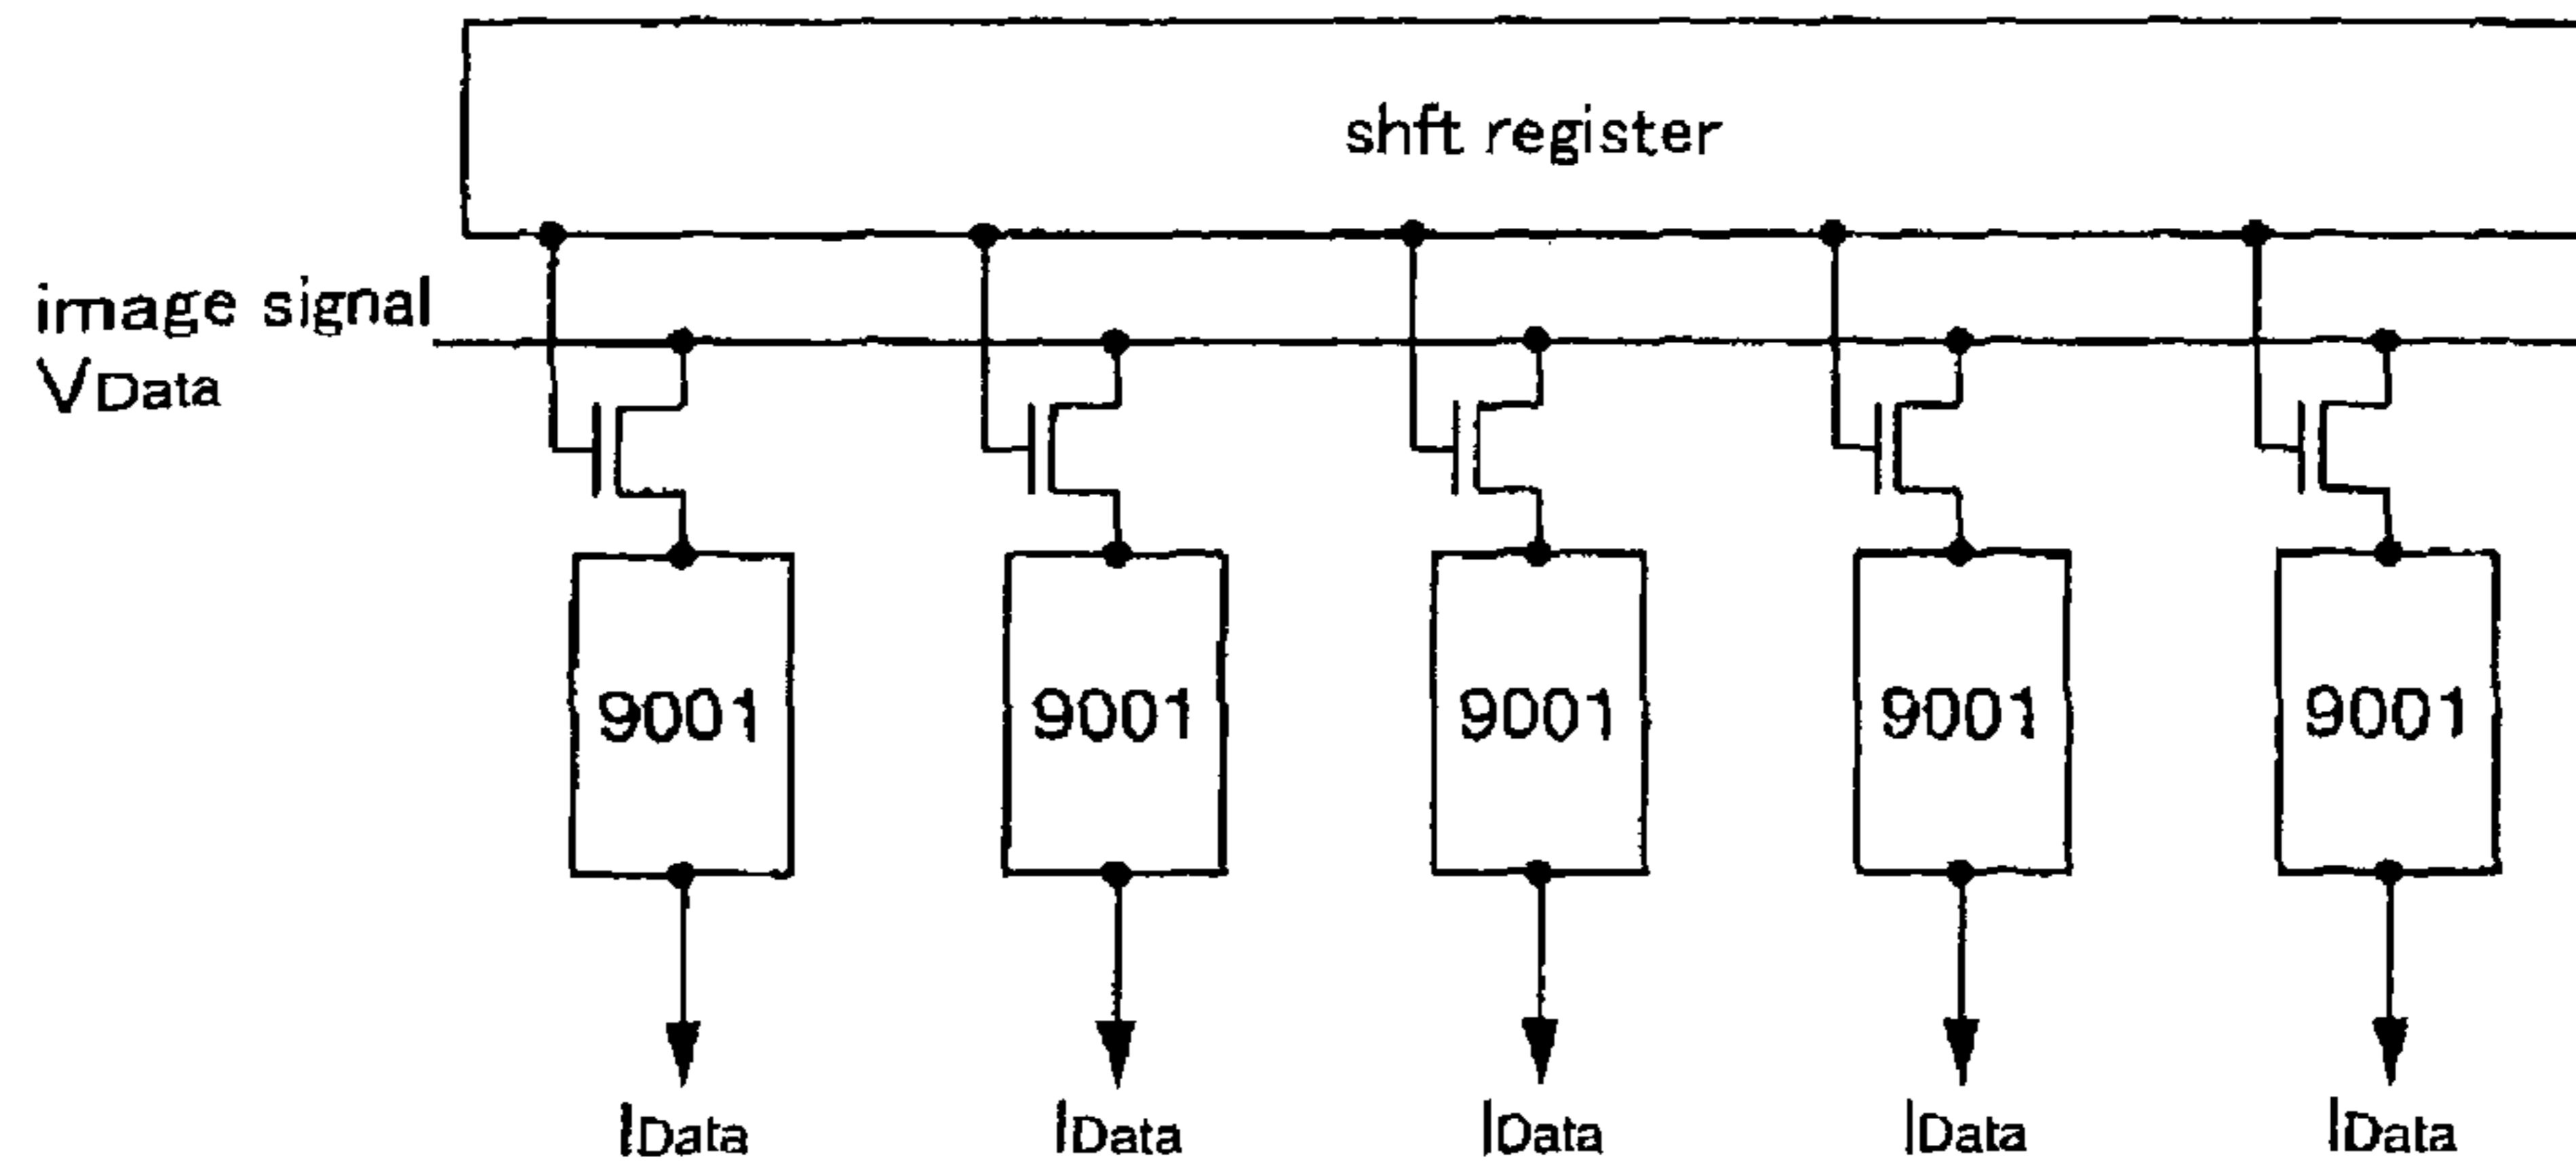 shft register
image signal
VData
9001 9001 9001 9001 9001
IData IData IData IData IData